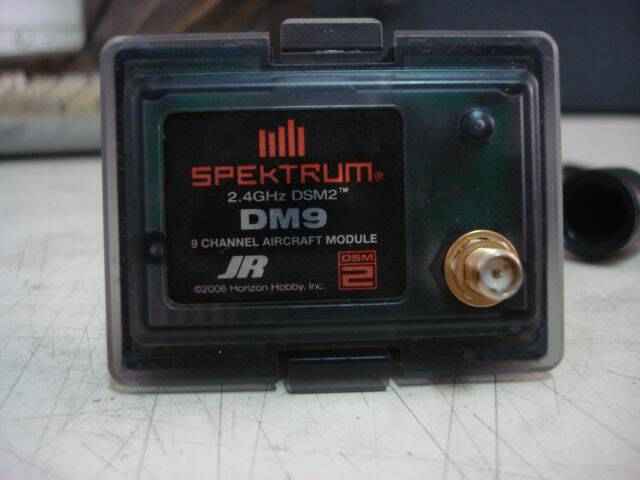 SPEKTRUM®
2.4GHz DSM2™
DM9
9 CHANNEL AIRCRAFT MODULE
JR
DSM
2
©2006 Horizon Hobby, Inc.